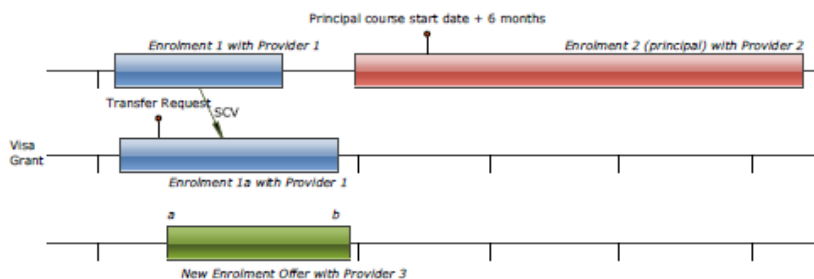 Principal course start date + 6 months
Enrolment 1 with Provider 1
Enrolment 2 (principal) with Provider 2
Transfer Request
SCV
Visa
Grant
Enrolment 1a with Provider 1
a
b
New Enrolment Offer with Provider 3